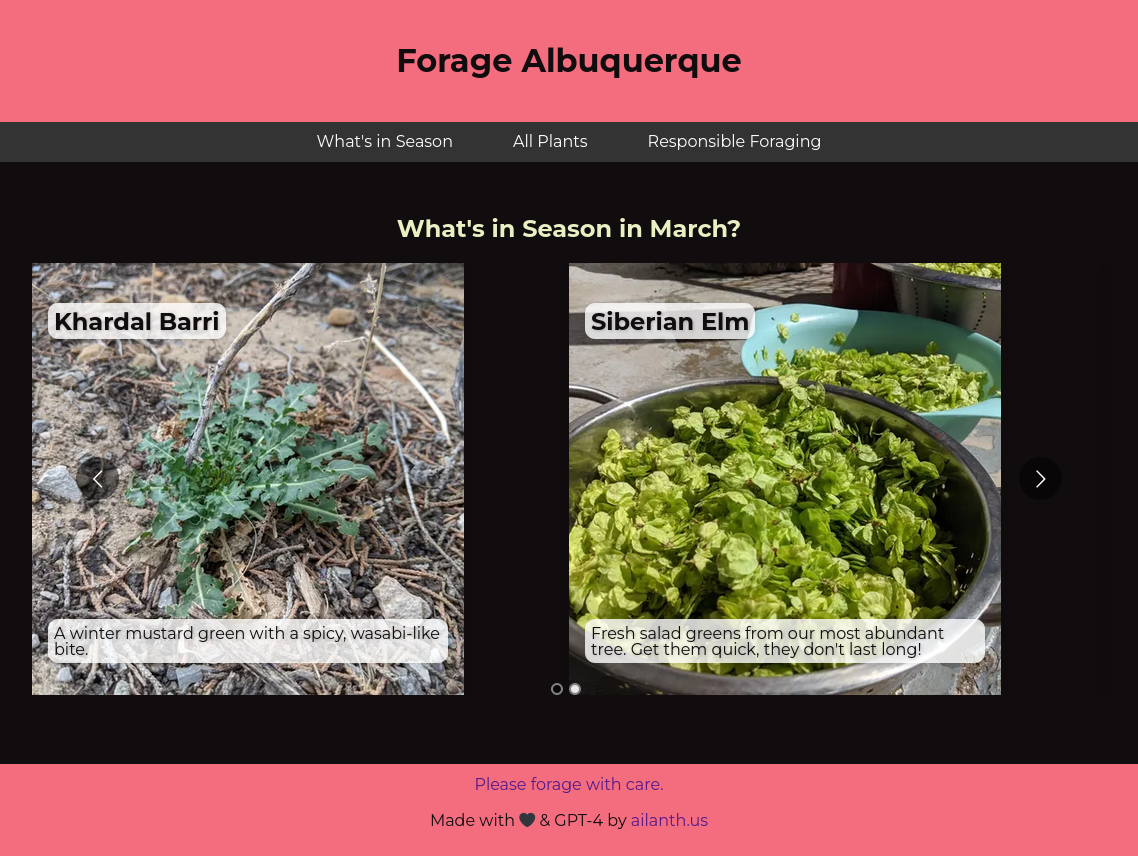 Forage Albuquerque
What's in Season All Plants Responsible Foraging
What's in Season in March?
Khardal Barri
A winter mustard green with a spicy, wasabi-like
bite.
Siberian Elm
Fresh salad greens from our most abundant
tree. Get them quick, they don't last long!
Please forage with care.
Made with 🖤 & GPT-4 by ailanth.us